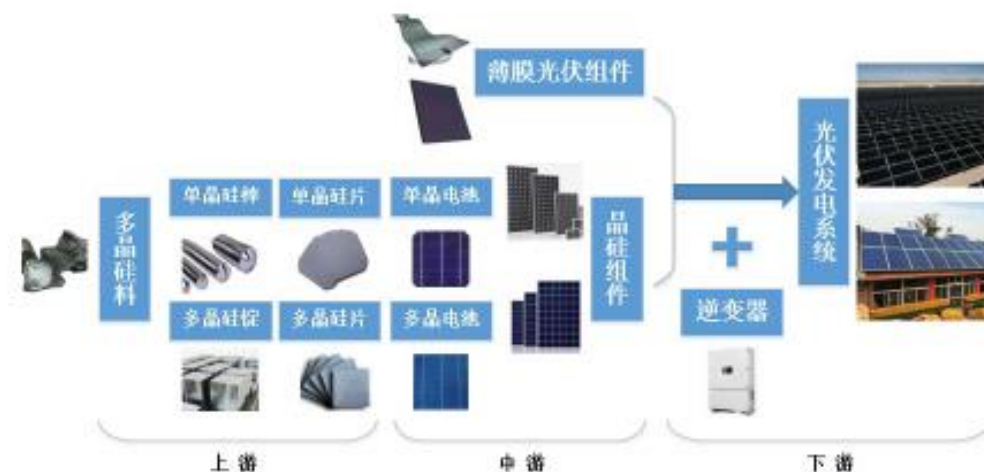 薄膜光伏组件
光伏发电系统
单晶硅棒
单晶硅片
单晶电池
多晶硅料
晶硅组件
多晶硅锭
多晶硅片
多晶电池
逆变器
上游
中游
下游